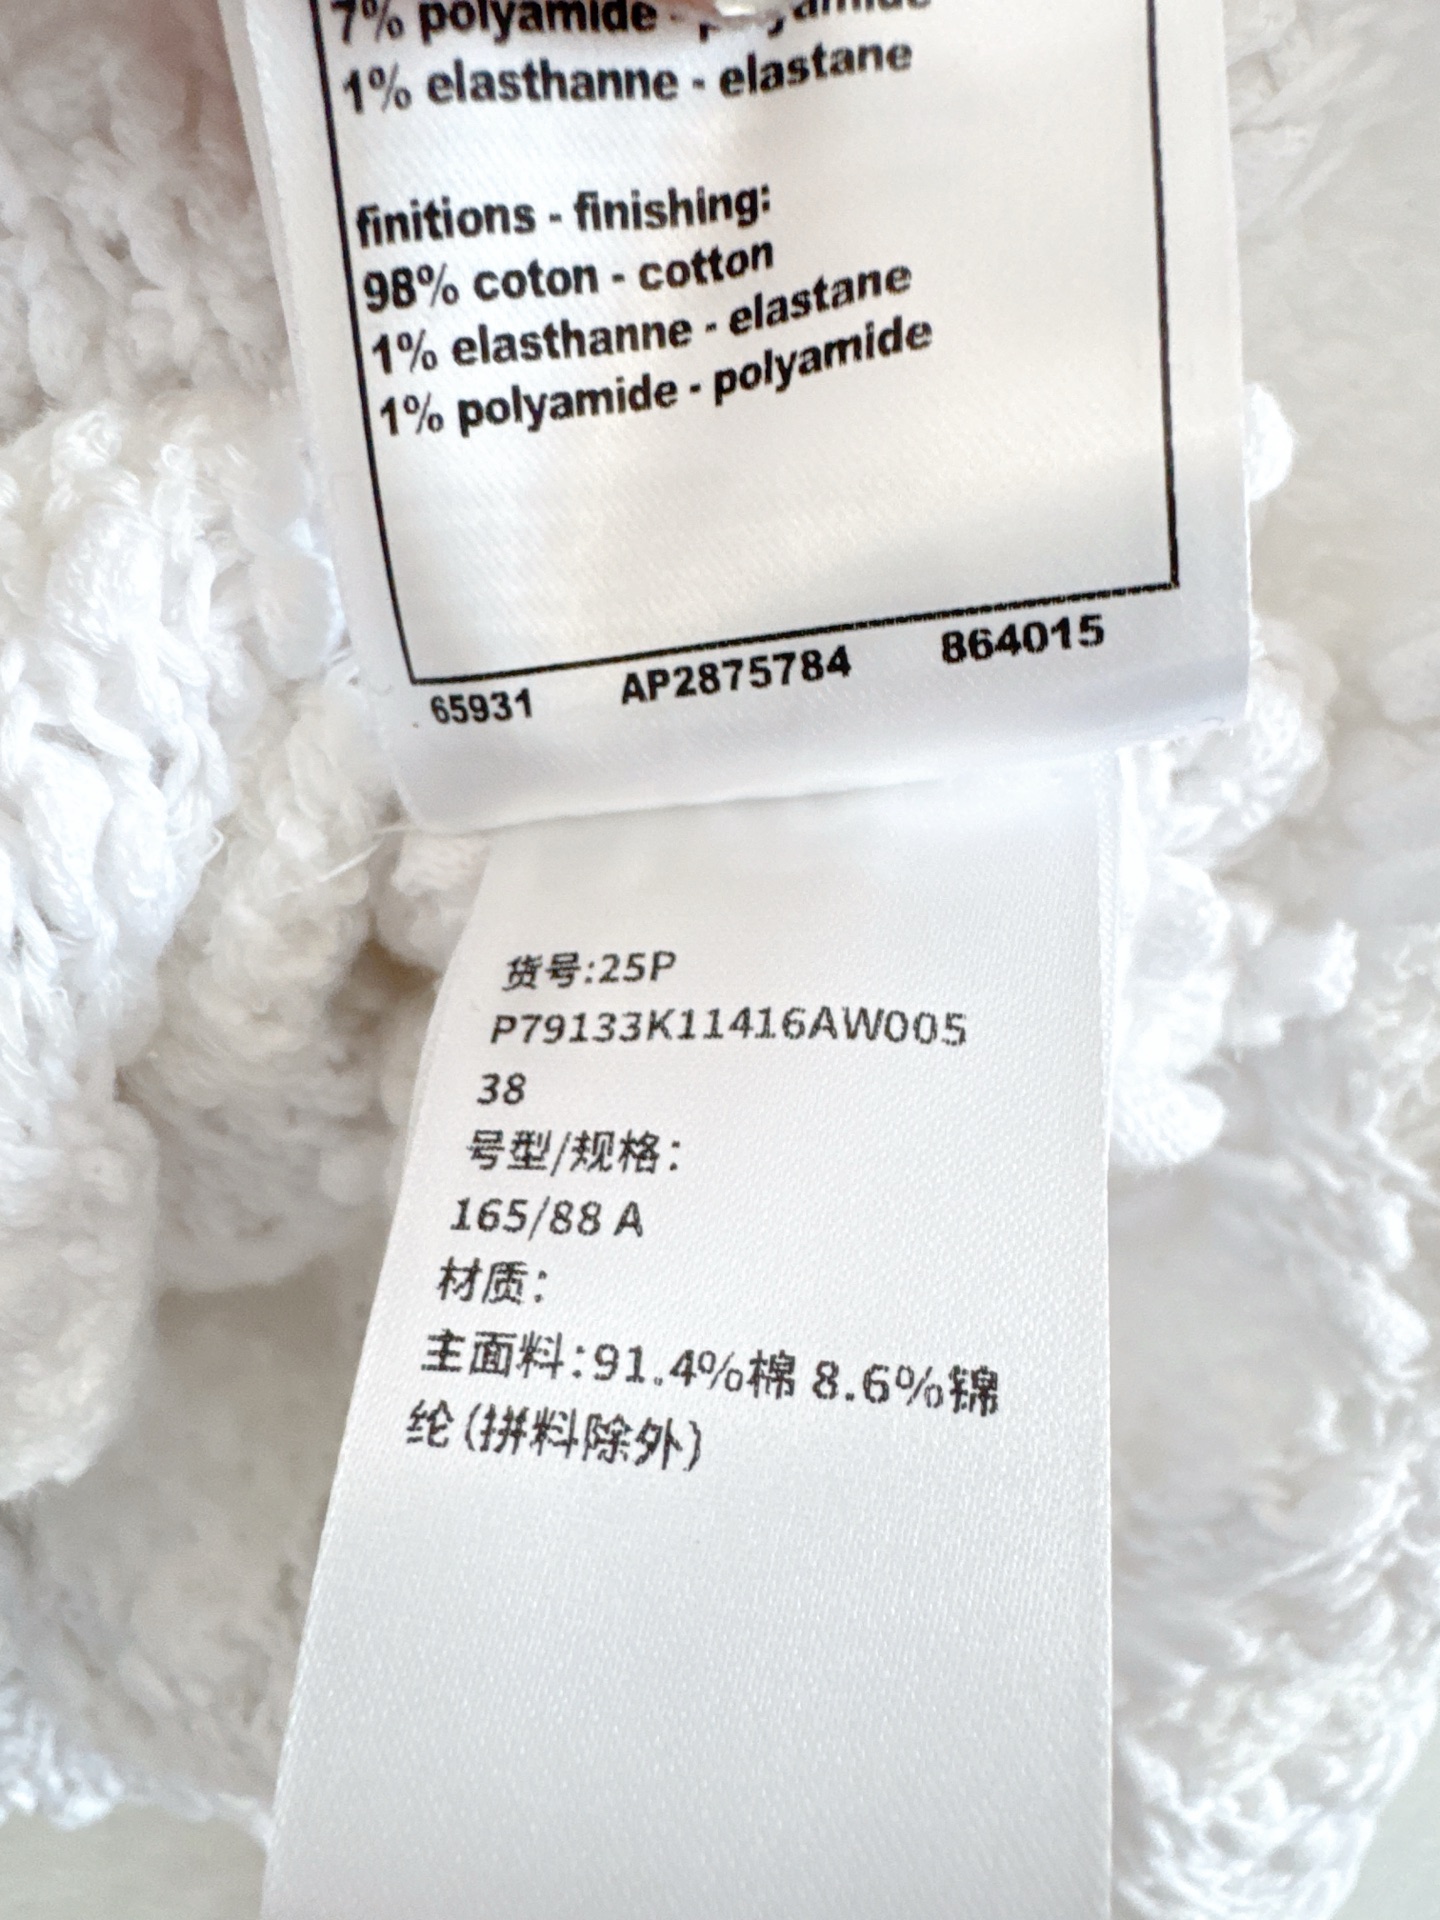 7% polyamide - polyamide
1% elasthanne - elastane
finitions - finishing:
98% coton - cotton
1% elasthanne - elastane
1% polyamide - polyamide
65931 AP2875784 864015
货号:25P
P79133K11416AW005
38
号型/规格:
165/88 A
材质:
主面料:91.4%棉 8.6%锦
纶(拼料除外)